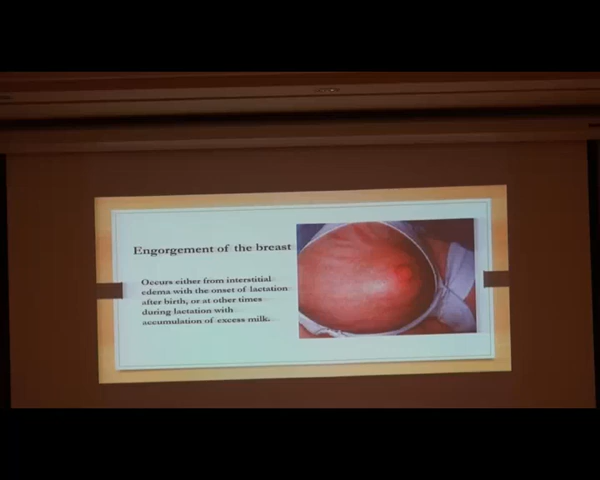 Engorgement of the breast
Occurs either from interstitial
edema with the onset of lactation
after birth, or at other times
during lactation with
accumulation of excess milk.